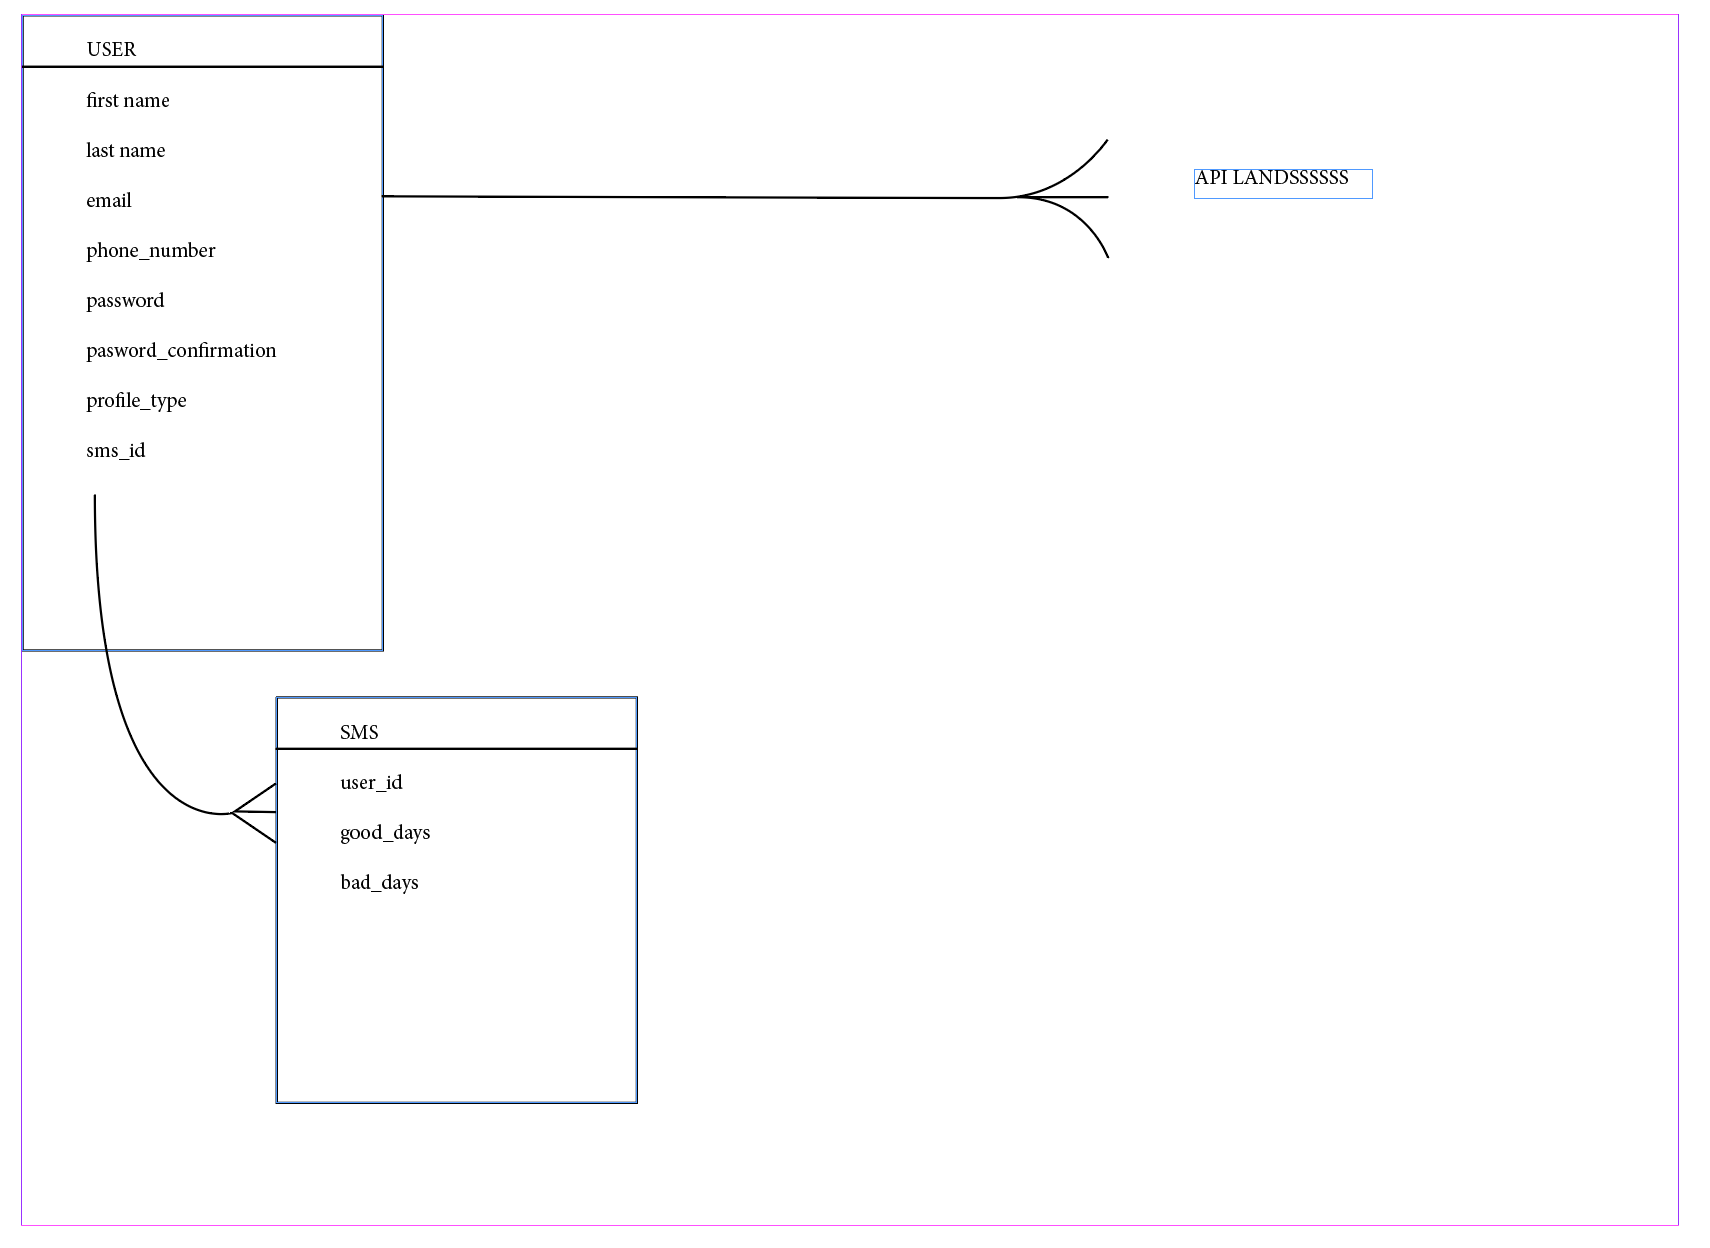 USER
first name
last name
email
phone_number
password
pasword_confirmation
profile_type
sms_id
API LANDSSSSSS
SMS
user_id
good_days
bad_days